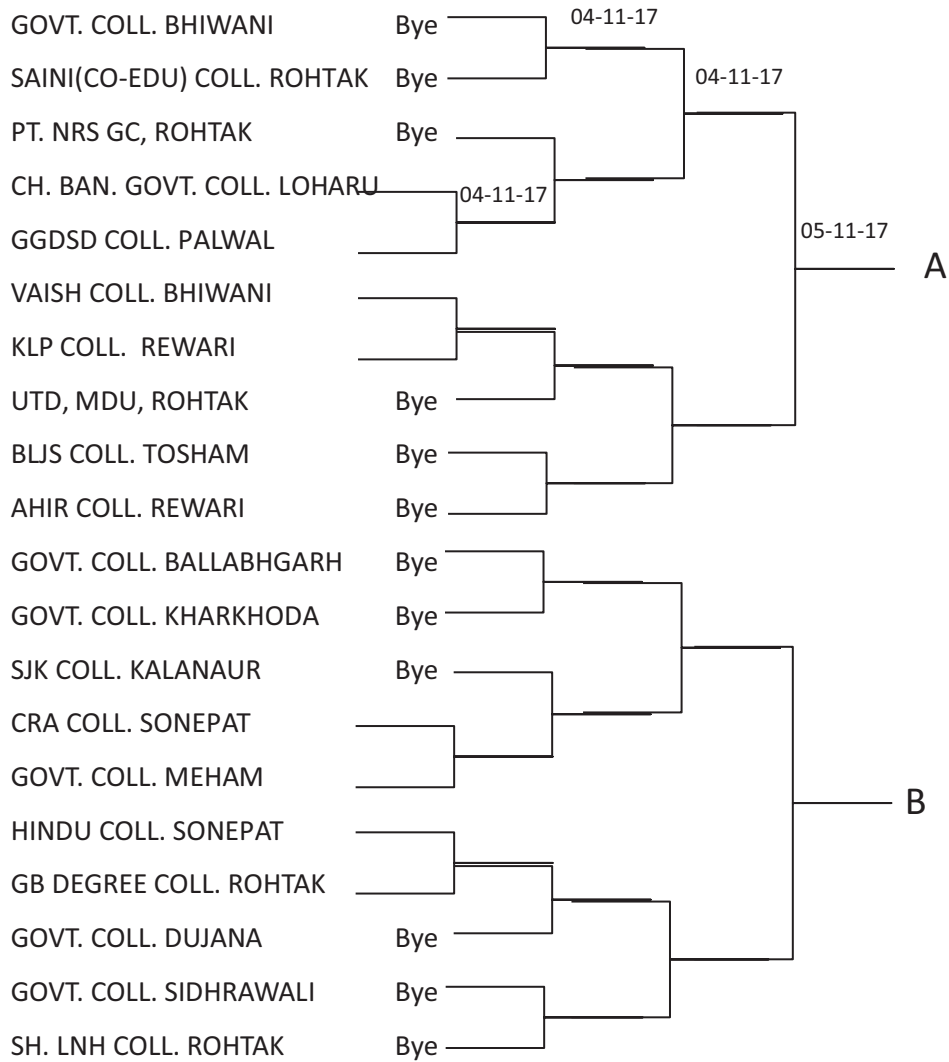 GOVT. COLL. BHIWANI Bye 04-11-17
SAINI(CO-EDU) COLL. ROHTAK Bye 04-11-17
PT. NRS GC, ROHTAK Bye
CH. BAN. GOVT. COLL. LOHARU 04-11-17
GGDSD COLL. PALWAL 05-11-17
A
VAISH COLL. BHIWANI
KLP COLL. REWARI
UTD, MDU, ROHTAK Bye
BLJS COLL. TOSHAM Bye
AHIR COLL. REWARI Bye
GOVT. COLL. BALLABHGARH Bye
GOVT. COLL. KHARKHODA Bye
SJK COLL. KALANAUR Bye
CRA COLL. SONEPAT
GOVT. COLL. MEHAM
B
HINDU COLL. SONEPAT
GB DEGREE COLL. ROHTAK
GOVT. COLL. DUJANA Bye
GOVT. COLL. SIDHRAWALI Bye
SH. LNH COLL. ROHTAK Bye